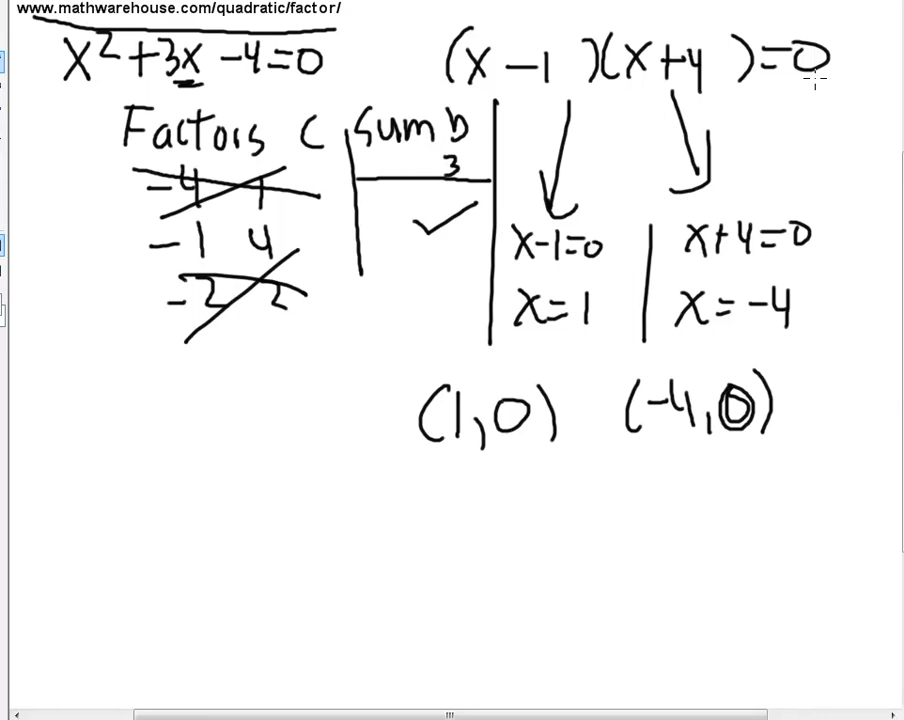 www.mathwarehouse.com/quadratic/factor/
x²+3x-4=0
(x-1)(x+4)=0
Factors C
Sum b
3
-4 1
-1 4
-2 2
x-1=0
x=1
x+4=0
x=-4
(1,0) (-4,0)